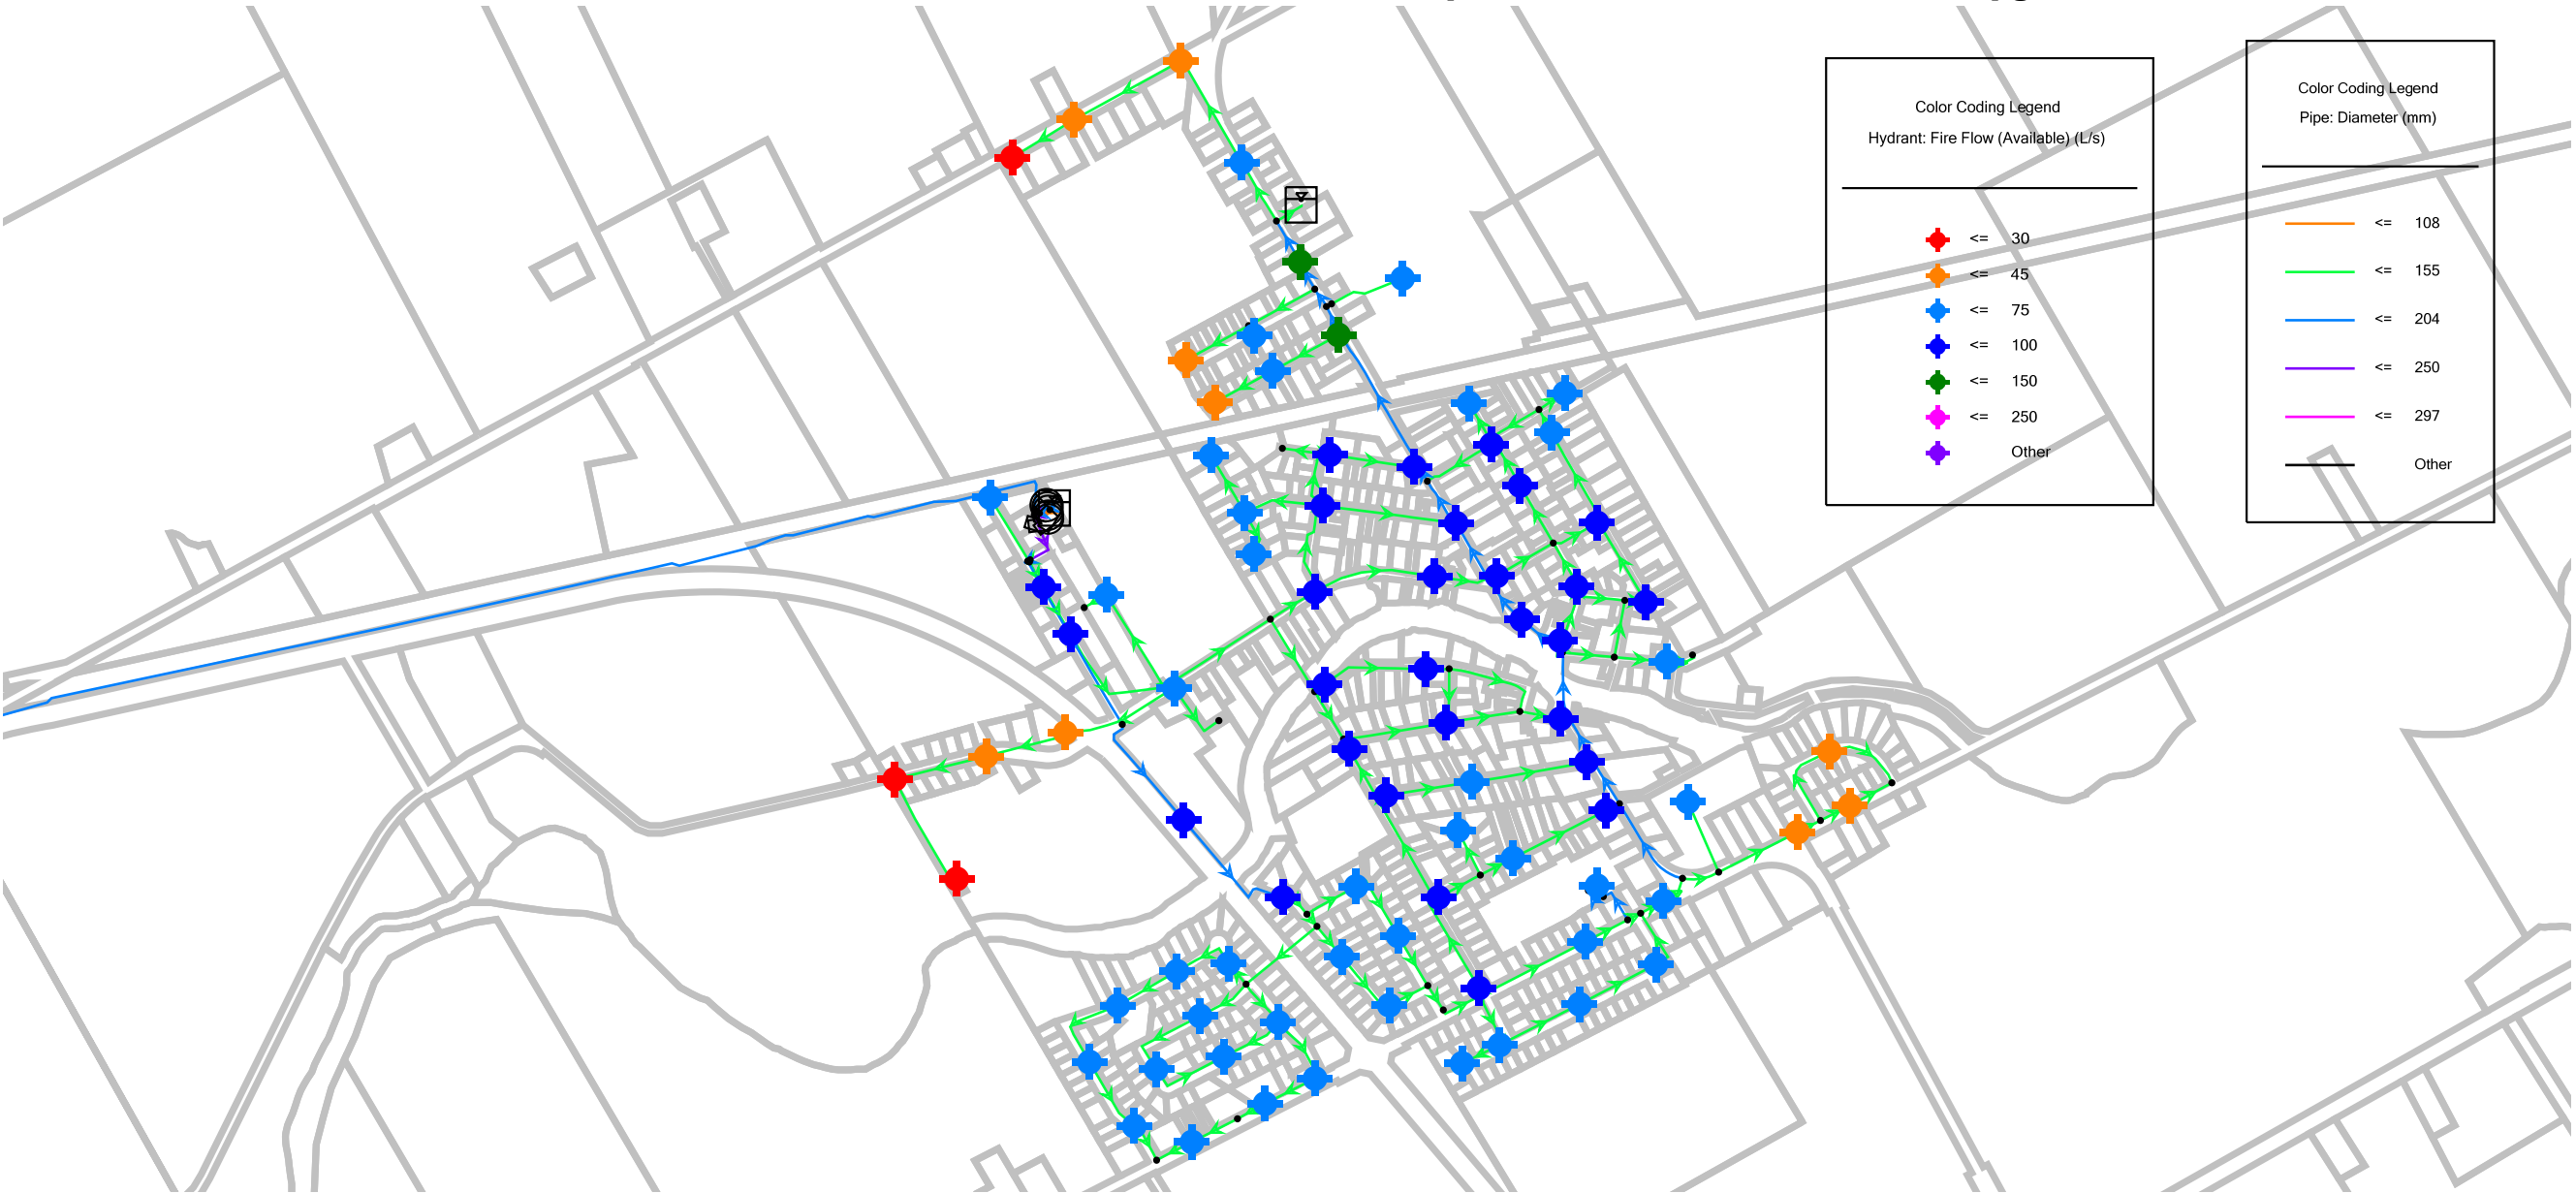 Color Coding Legend
Hydrant: Fire Flow (Available) (L/s)
<= 30
<= 45
<= 75
<= 100
<= 150
<= 250
Other
Color Coding Legend
Pipe: Diameter (mm)
<= 108
<= 155
<= 204
<= 250
<= 297
Other